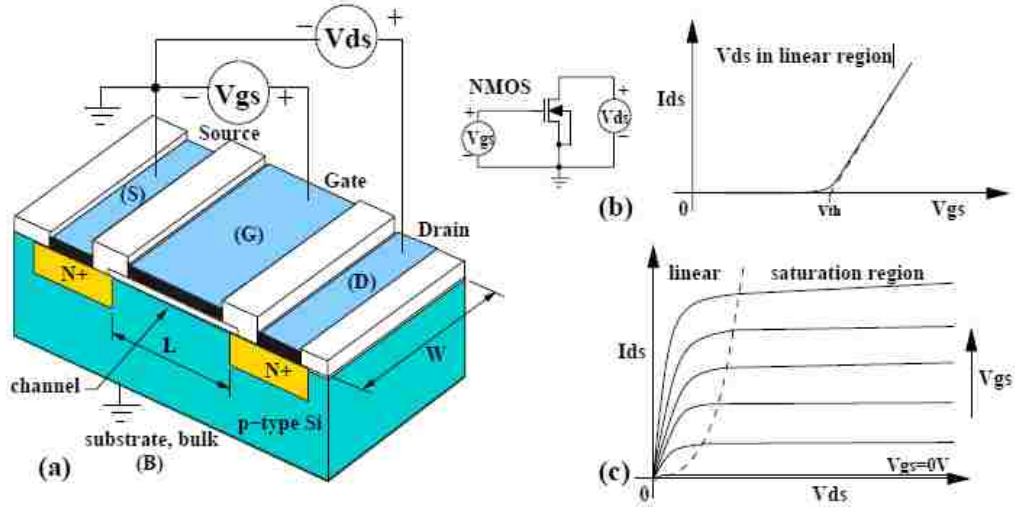 − Vds +
− Vgs +
Source
(S)
Gate
(G)
Drain
(D)
N+
L
N+
W
channel
p−type Si
substrate, bulk
(B)
(a)
NMOS
+
Vgs
−
+
Vds
−
Vds in linear region
Ids
(b)
0
Vth
Vgs
linear
saturation region
Ids
Vgs
(c)
Vgs=0V
0
Vds